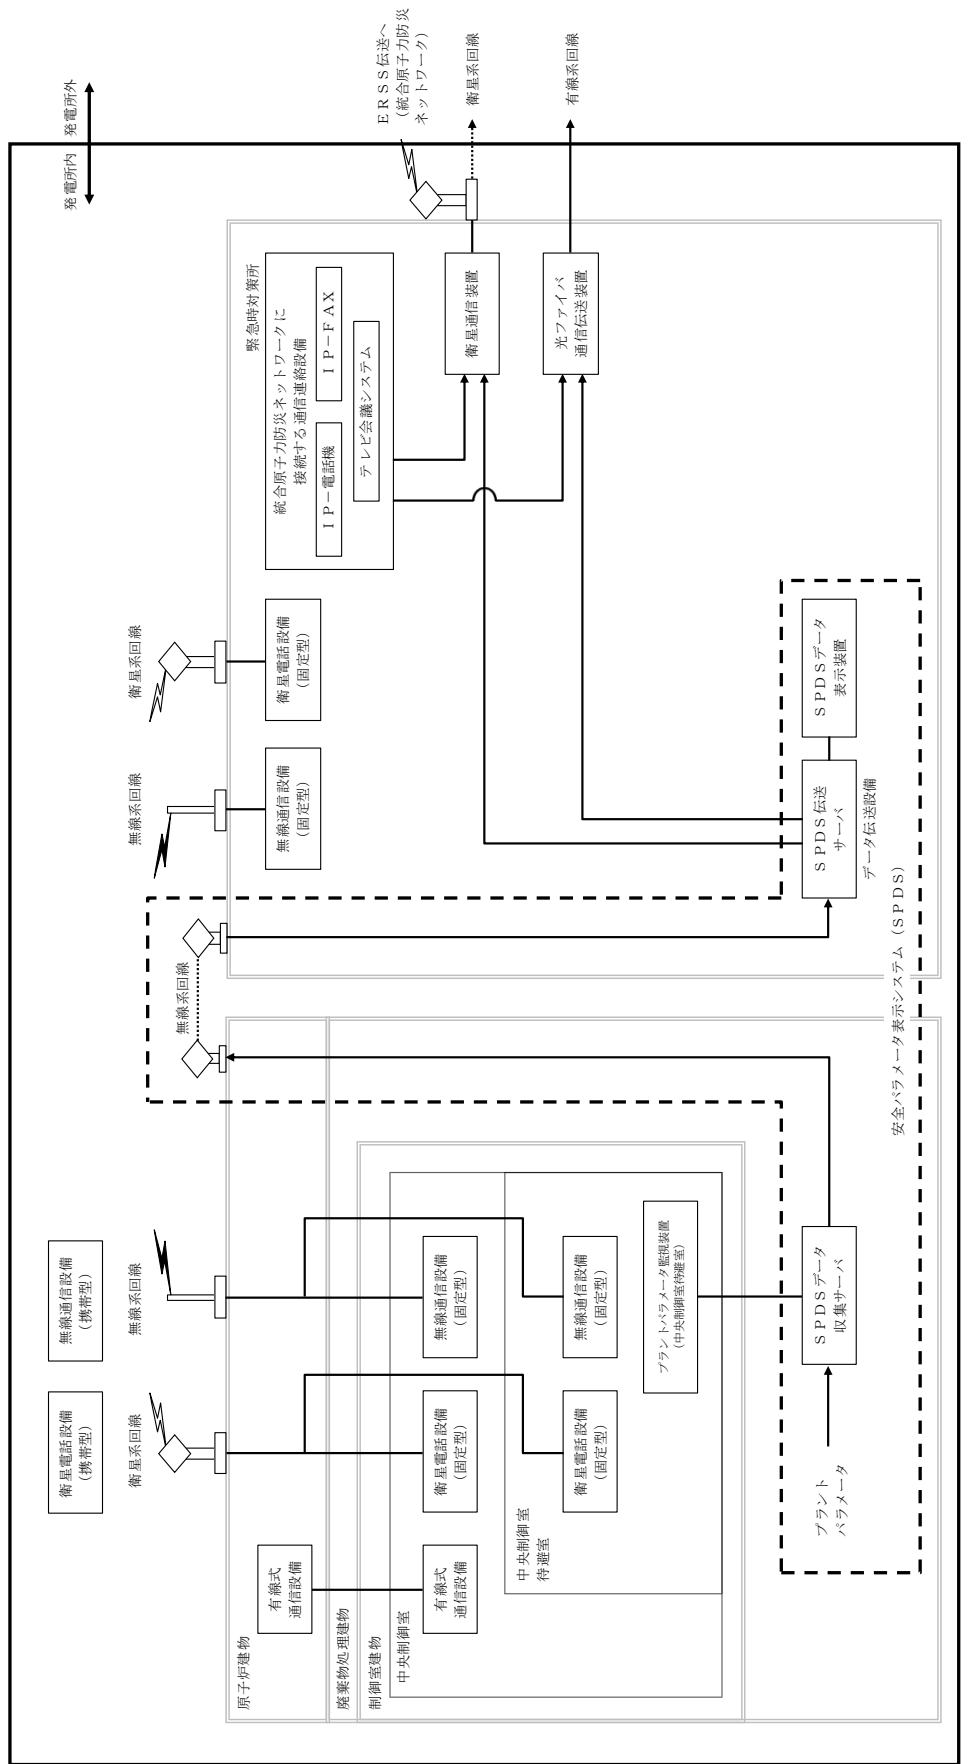 発電所内　発電所外
衛星電話設備
（携帯型）
無線通信設備
（携帯型）
衛星系回線
無線系回線
無線系回線
無線系回線
衛星系回線
ＥＲＳＳ伝送へ
（統合原子力防災
ネットワーク）
衛星系回線
有線系回線
原子炉建物
有線式
通信設備
廃棄物処理建物
制御室建物
中央制御室
有線式
通信設備
衛星電話設備
（固定型）
無線通信設備
（固定型）
中央制御室
待避室
衛星電話設備
（固定型）
無線通信設備
（固定型）
プラントパラメータ監視装置
（中央制御室待避室）
プラント
パラメータ
ＳＰＤＳデータ
収集サーバ
安全パラメータ表示システム（ＳＰＤＳ）
緊急時対策所
無線通信設備
（固定型）
衛星電話設備
（固定型）
統合原子力防災ネットワークに
接続する通信連絡設備
ＩＰ－電話機
ＩＰ－ＦＡＸ
テレビ会議システム
衛星通信装置
光ファイバ
通信伝送装置
ＳＰＤＳ伝送
サーバ
データ伝送設備
ＳＰＤＳデータ
表示装置